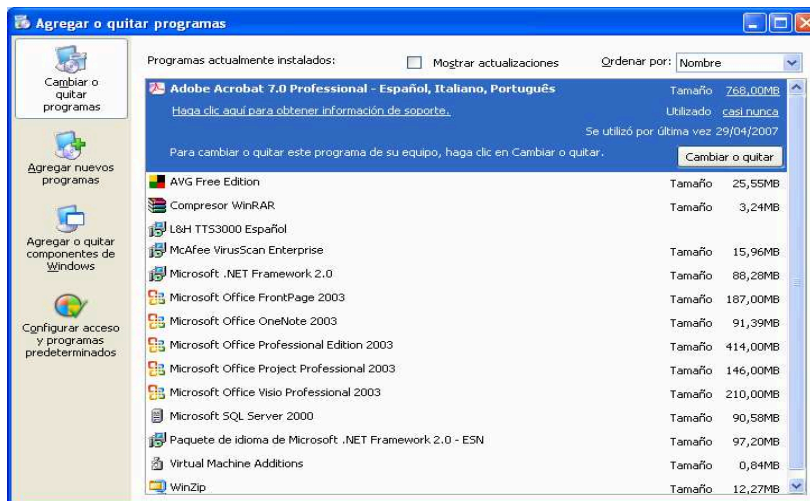 Agregar o quitar programas
Cambiar o
quitar
programas
Agregar nuevos
programas
Agregar o quitar
componentes de
Windows
Configurar acceso
y programas
predeterminados
Programas actualmente instalados: Mostrar actualizaciones Ordenar por: Nombre
Adobe Acrobat 7.0 Professional - Español, Italiano, Português Tamaño 768,00MB
Haga clic aquí para obtener información de soporte. Utilizado casi nunca
Se utilizó por última vez 29/04/2007
Para cambiar o quitar este programa de su equipo, haga clic en Cambiar o quitar. Cambiar o quitar
AVG Free Edition Tamaño 25,55MB
Compresor WinRAR Tamaño 3,24MB
L&H TTS3000 Español
McAfee VirusScan Enterprise Tamaño 15,96MB
Microsoft .NET Framework 2.0 Tamaño 88,28MB
Microsoft Office FrontPage 2003 Tamaño 187,00MB
Microsoft Office OneNote 2003 Tamaño 91,39MB
Microsoft Office Professional Edition 2003 Tamaño 414,00MB
Microsoft Office Project Professional 2003 Tamaño 146,00MB
Microsoft Office Visio Professional 2003 Tamaño 210,00MB
Microsoft SQL Server 2000 Tamaño 90,58MB
Paquete de idioma de Microsoft .NET Framework 2.0 - ESN Tamaño 97,20MB
Virtual Machine Additions Tamaño 0,84MB
WinZip Tamaño 12,27MB